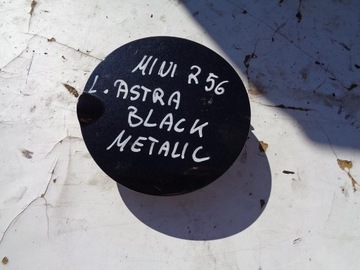 MINI R56
L. ASTRA
BLACK
METALIC